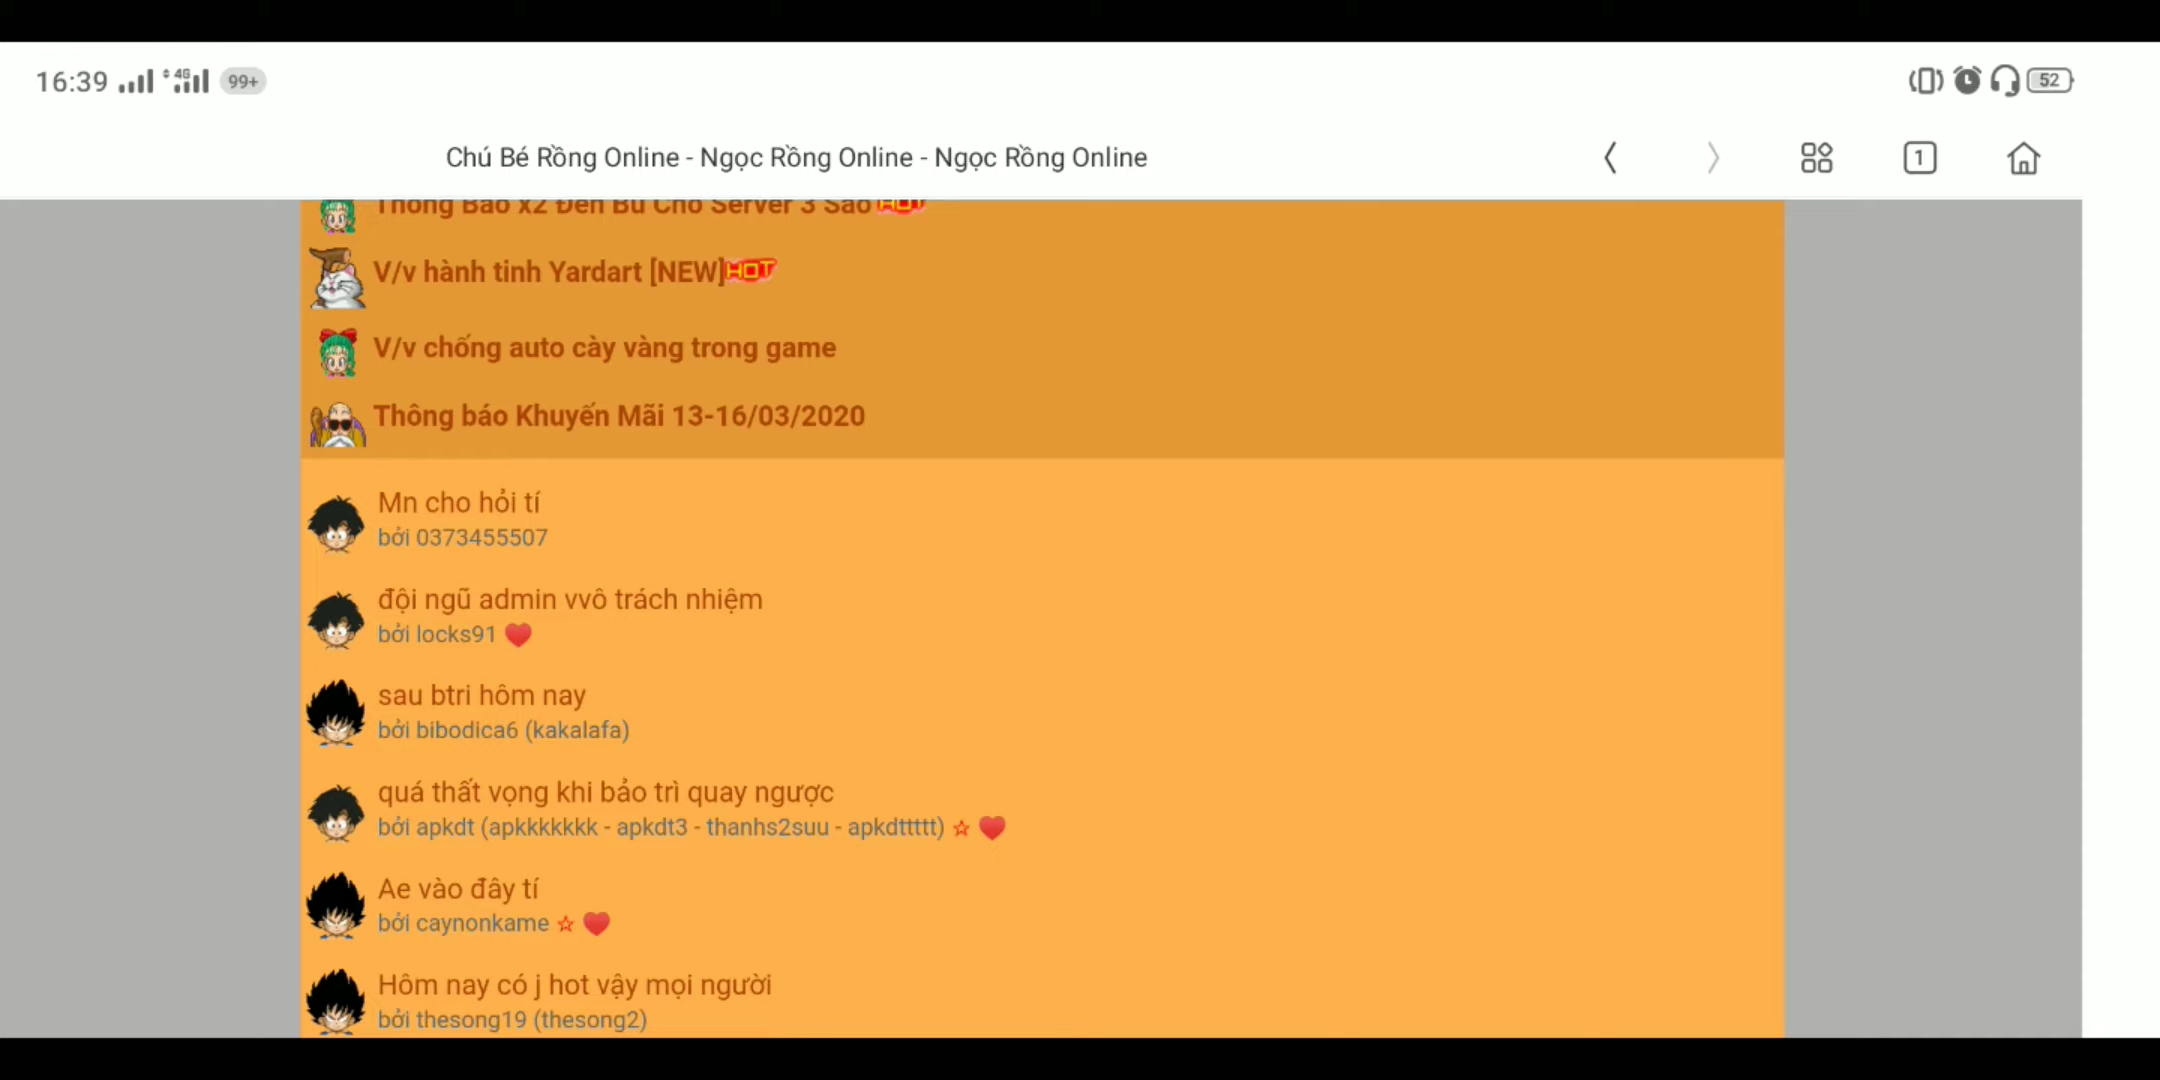 16:39 4G 99+ 52
Chú Bé Rồng Online - Ngọc Rồng Online - Ngọc Rồng Online 1
Thông Báo x2 Đền Bù Cho Server 3 Sao HOT
V/v hành tinh Yardart [NEW] HOT
V/v chống auto cày vàng trong game
Thông báo Khuyến Mãi 13-16/03/2020
Mn cho hỏi tí
bởi 0373455507
đội ngũ admin vvô trách nhiệm
bởi locks91
sau btri hôm nay
bởi bibodica6 (kakalafa)
quá thất vọng khi bảo trì quay ngược
bởi apkdt (apkkkkkkk - apkdt3 - thanhs2suu - apkdttttt)
Ae vào đây tí
bởi caynonkame
Hôm nay có j hot vậy mọi người
bởi thesong19 (thesong2)